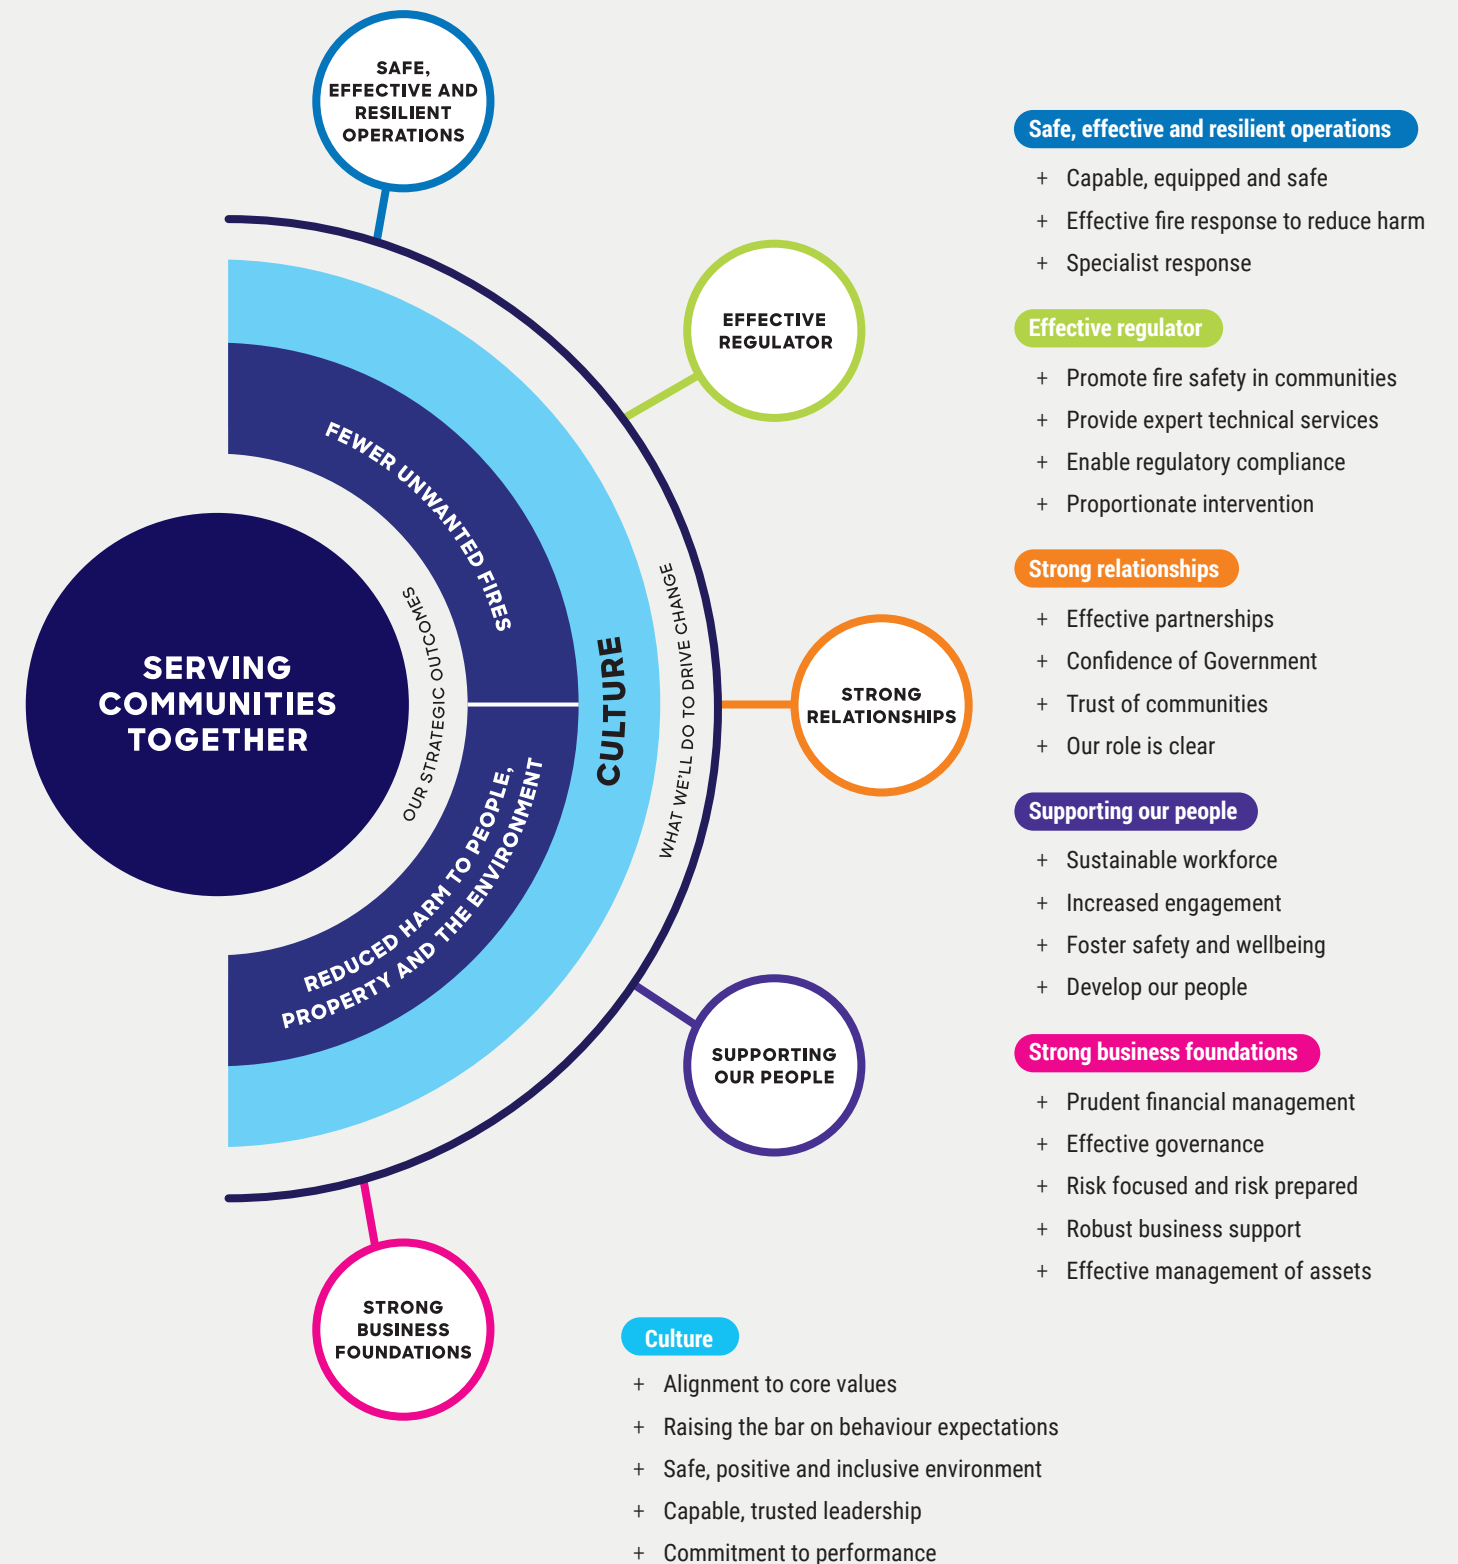 SAFE,
EFFECTIVE AND
RESILIENT
OPERATIONS
EFFECTIVE
REGULATOR
STRONG
RELATIONSHIPS
SUPPORTING
OUR PEOPLE
STRONG
BUSINESS
FOUNDATIONS
SERVING
COMMUNITIES
TOGETHER
OUR STRATEGIC OUTCOMES
FEWER UNWANTED FIRES
REDUCED HARM TO PEOPLE,
PROPERTY AND THE ENVIRONMENT
CULTURE
WHAT WE'LL DO TO DRIVE CHANGE
Safe, effective and resilient operations
+ Capable, equipped and safe
+ Effective fire response to reduce harm
+ Specialist response
Effective regulator
+ Promote fire safety in communities
+ Provide expert technical services
+ Enable regulatory compliance
+ Proportionate intervention
Strong relationships
+ Effective partnerships
+ Confidence of Government
+ Trust of communities
+ Our role is clear
Supporting our people
+ Sustainable workforce
+ Increased engagement
+ Foster safety and wellbeing
+ Develop our people
Strong business foundations
+ Prudent financial management
+ Effective governance
+ Risk focused and risk prepared
+ Robust business support
+ Effective management of assets
Culture
+ Alignment to core values
+ Raising the bar on behaviour expectations
+ Safe, positive and inclusive environment
+ Capable, trusted leadership
+ Commitment to performance